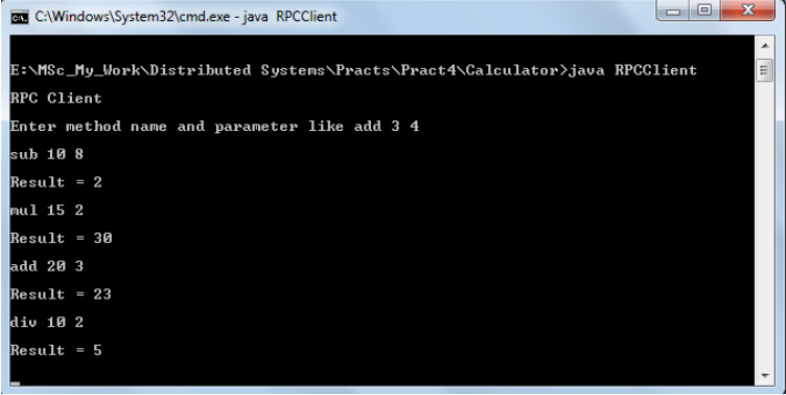 C:\Windows\System32\cmd.exe - java RPCClient
E:\MSc_My_Work\Distributed Systems\Practs\Pract4\Calculator>java RPCClient
RPC Client
Enter method name and parameter like add 3 4
sub 10 8
Result = 2
mul 15 2
Result = 30
add 20 3
Result = 23
div 10 2
Result = 5